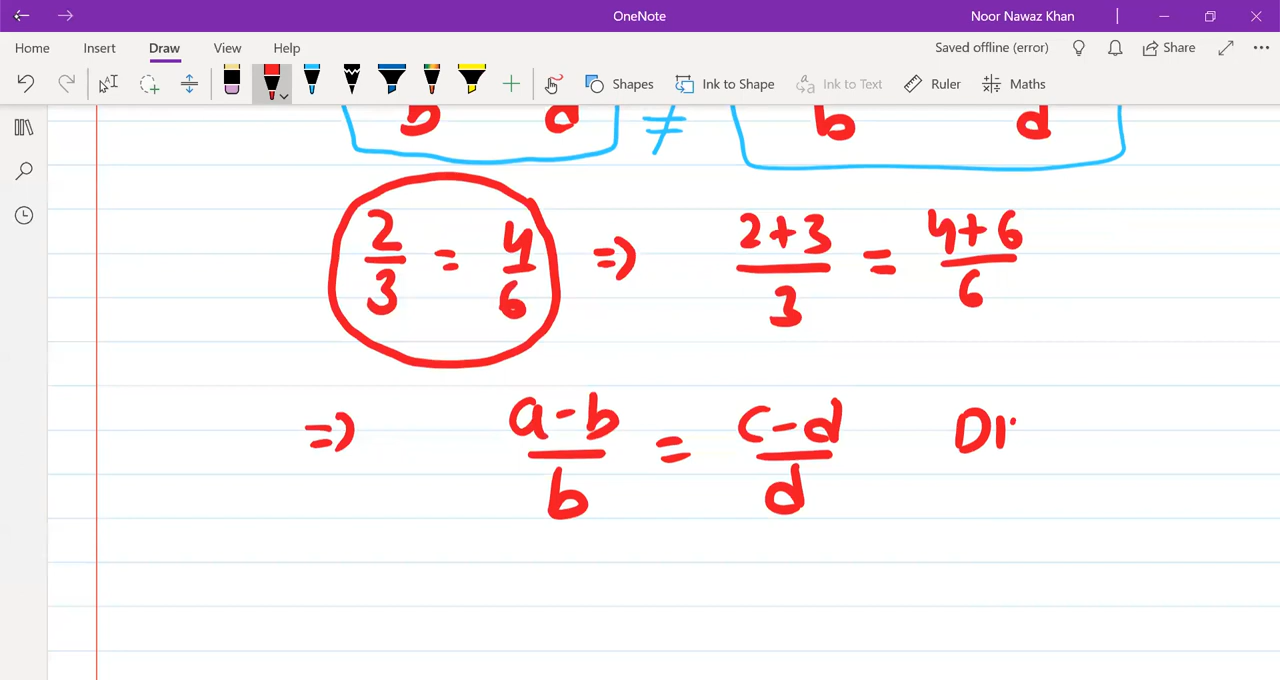 OneNote
Noor Nawaz Khan
Home Insert Draw View Help
Saved offline (error) Share
Shapes Ink to Shape Ink to Text Ruler Maths
b d ≠ b d
2/3 = 4/6 ⇒ 2+3/3 = 4+6/6
⇒ a-b/b = c-d/d DI